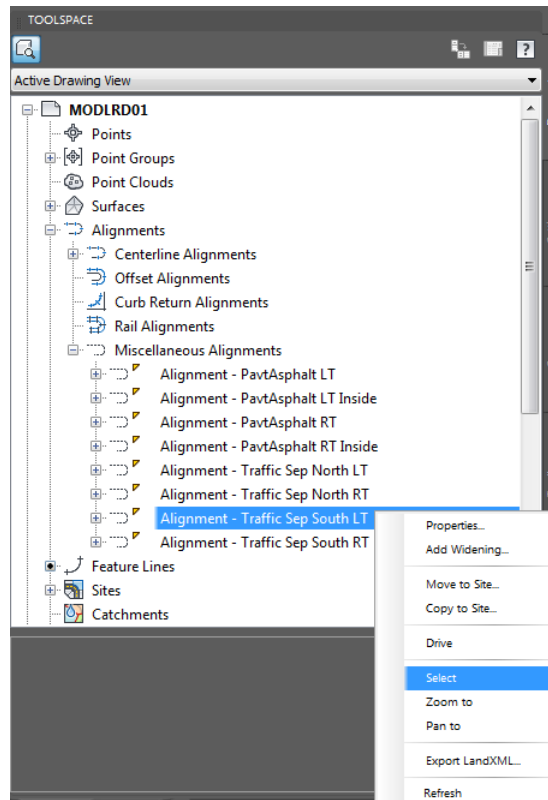 TOOLSPACE
?
Active Drawing View
MODLRD01
Points
Point Groups
Point Clouds
Surfaces
Alignments
Centerline Alignments
Offset Alignments
Curb Return Alignments
Rail Alignments
Miscellaneous Alignments
Alignment - PavtAsphalt LT
Alignment - PavtAsphalt LT Inside
Alignment - PavtAsphalt RT
Alignment - PavtAsphalt RT Inside
Alignment - Traffic Sep North LT
Alignment - Traffic Sep North RT
Alignment - Traffic Sep South LT
Alignment - Traffic Sep South RT
Feature Lines
Sites
Catchments
Properties...
Add Widening...
Move to Site...
Copy to Site...
Drive
Select
Zoom to
Pan to
Export LandXML...
Refresh